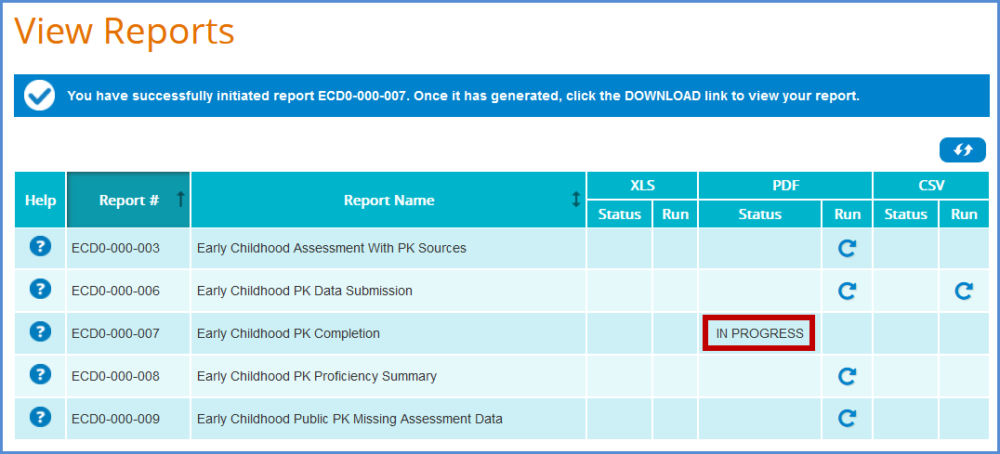 View Reports
You have successfully initiated report ECD0-000-007. Once it has generated, click the DOWNLOAD link to view your report.
Help Report # Report Name XLS PDF CSV
Status Run Status Run Status Run
? ECD0-000-003 Early Childhood Assessment With PK Sources
? ECD0-000-006 Early Childhood PK Data Submission
? ECD0-000-007 Early Childhood PK Completion IN PROGRESS
? ECD0-000-008 Early Childhood PK Proficiency Summary
? ECD0-000-009 Early Childhood Public PK Missing Assessment Data